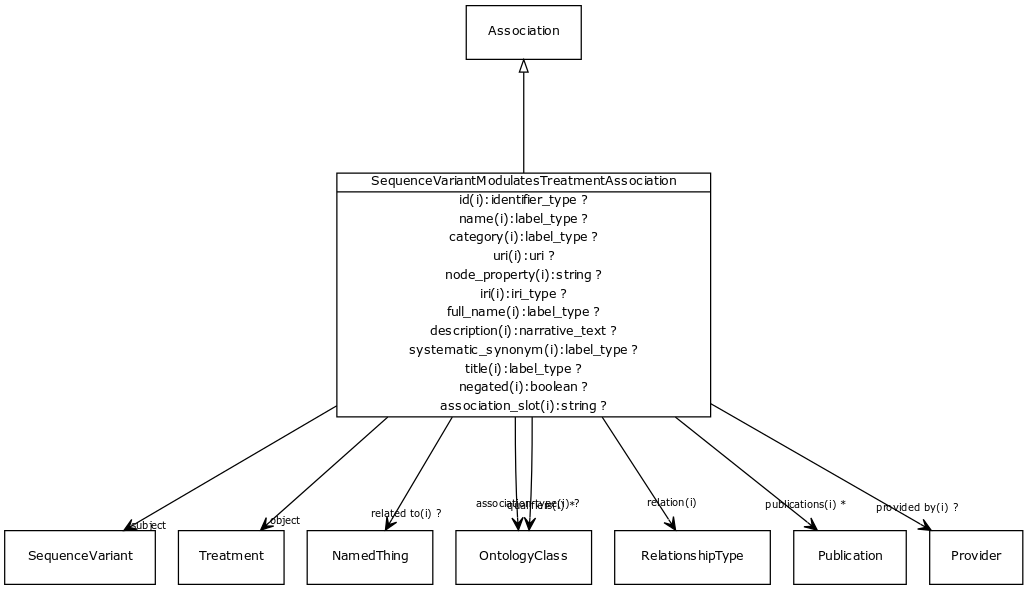 Association
SequenceVariantModulatesTreatmentAssociation
id(i):identifier_type ?
name(i):label_type ?
category(i):label_type ?
uri(i):uri ?
node_property(i):string ?
iri(i):iri_type ?
full_name(i):label_type ?
description(i):narrative_text ?
systematic_synonym(i):label_type ?
title(i):label_type ?
negated(i):boolean ?
association_slot(i):string ?
subject
object
related to(i) ?
association type(i) ?
qualifiers(i) *
relation(i)
publications(i) *
provided by(i) ?
SequenceVariant
Treatment
NamedThing
OntologyClass
RelationshipType
Publication
Provider